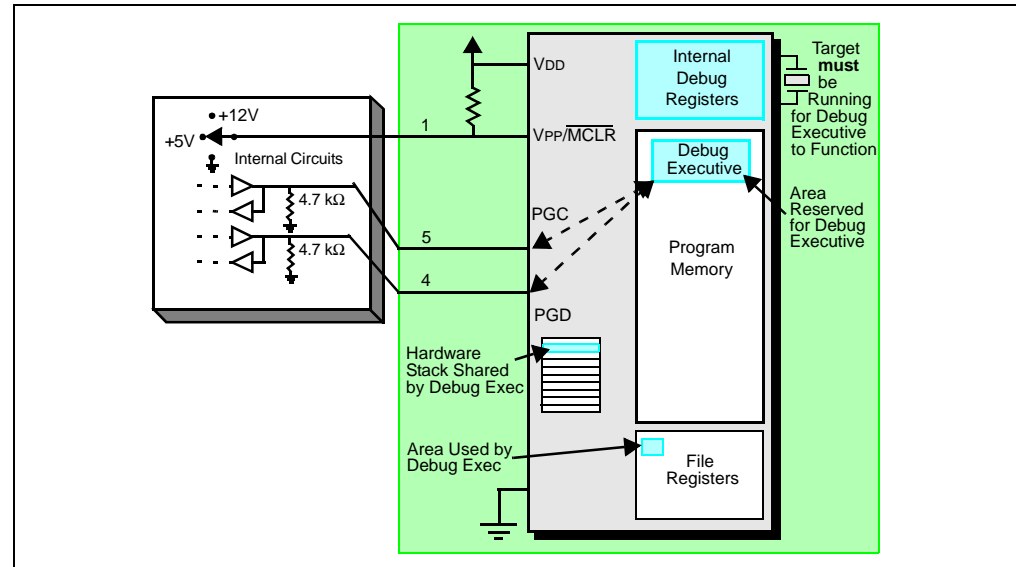 +12V
+5V
Internal Circuits
4.7 kΩ
4.7 kΩ
1
5
4
VDD
VPP/MCLR
PGC
PGD
Internal
Debug
Registers
Target
must
be
Running
for Debug
Executive
to Function
Debug
Executive
Area
Reserved
for Debug
Executive
Program
Memory
Hardware
Stack Shared
by Debug Exec
Area Used by
Debug Exec
File
Registers